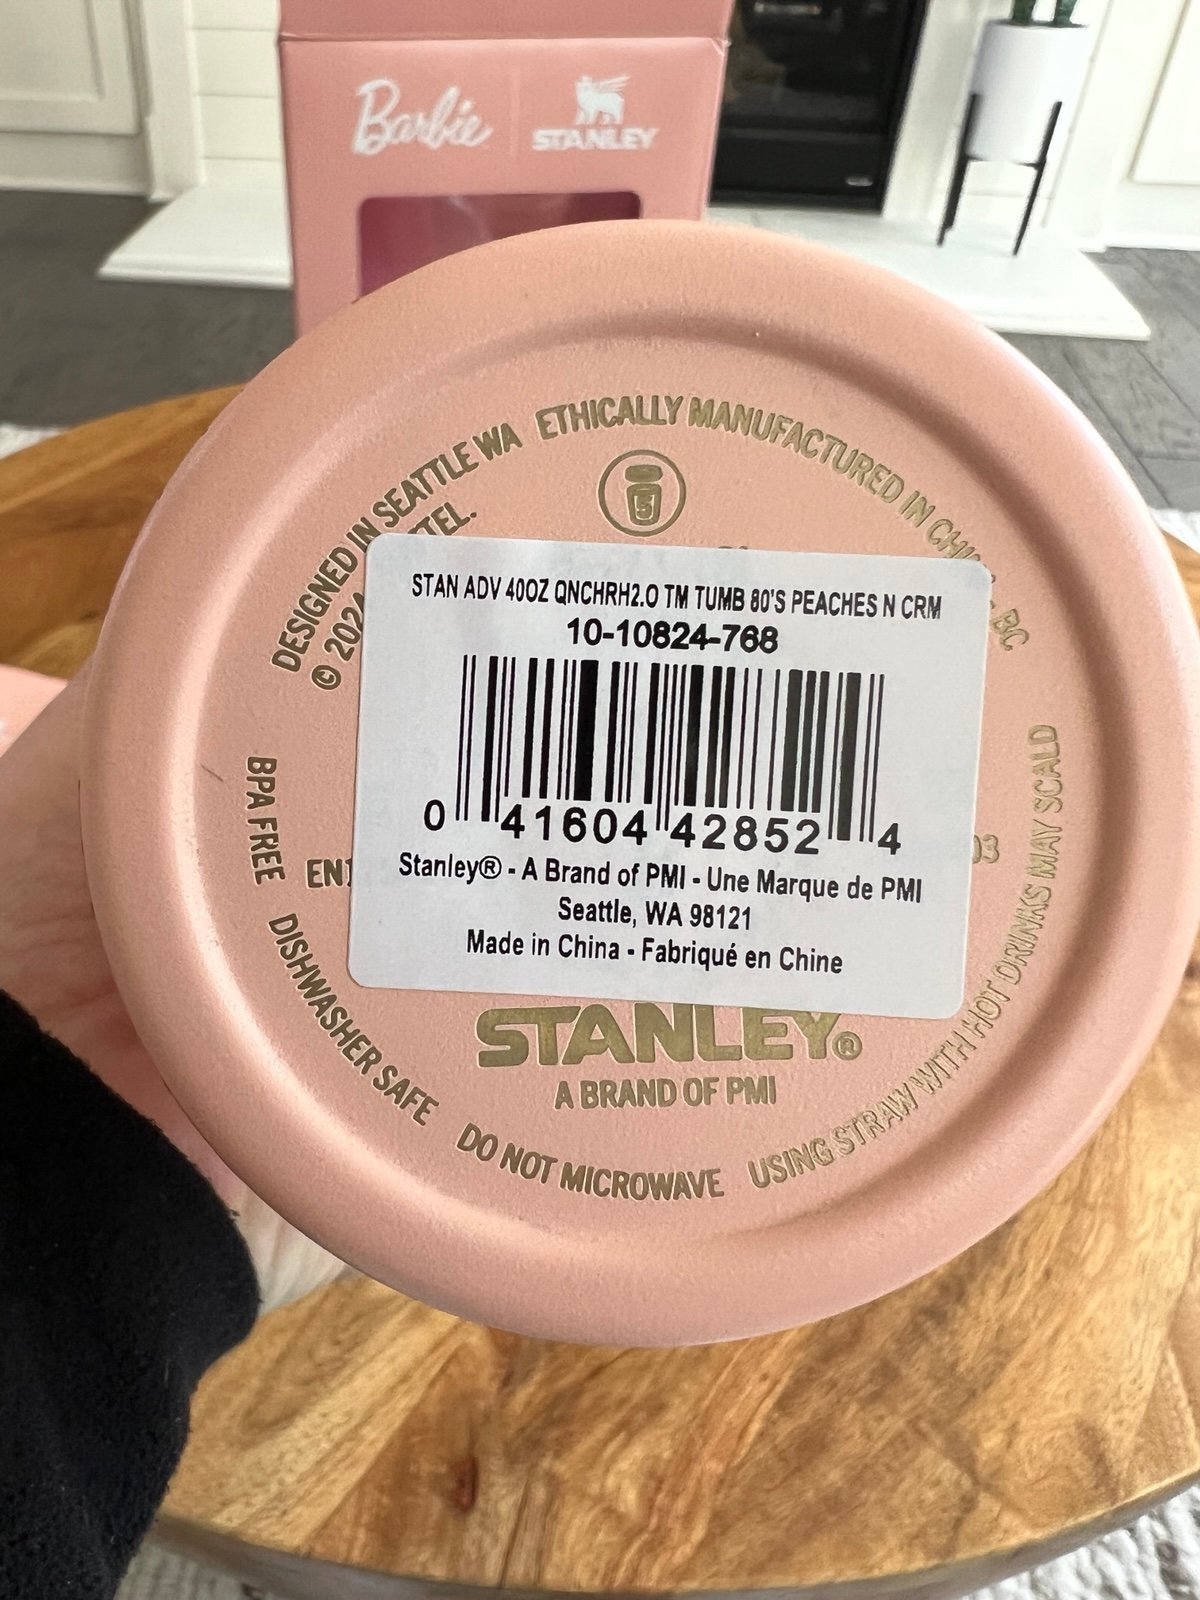 Barbie
STANLEY
DESIGNED IN SEATTLE WA
ETHICALLY MANUFACTURED IN
BC
© 2024
STAN ADV 40OZ QNCHRH2.O TM TUMB 80'S PEACHES N CRM
10-10824-768
0 41604 42852 4
Stanley® - A Brand of PMI - Une Marque de PMI
Seattle, WA 98121
Made in China - Fabriqué en Chine
BPA FREE
DISHWASHER SAFE
DO NOT MICROWAVE
USING STRAW WITH HOT DRINKS MAY SCALD
STANLEY®
A BRAND OF PMI